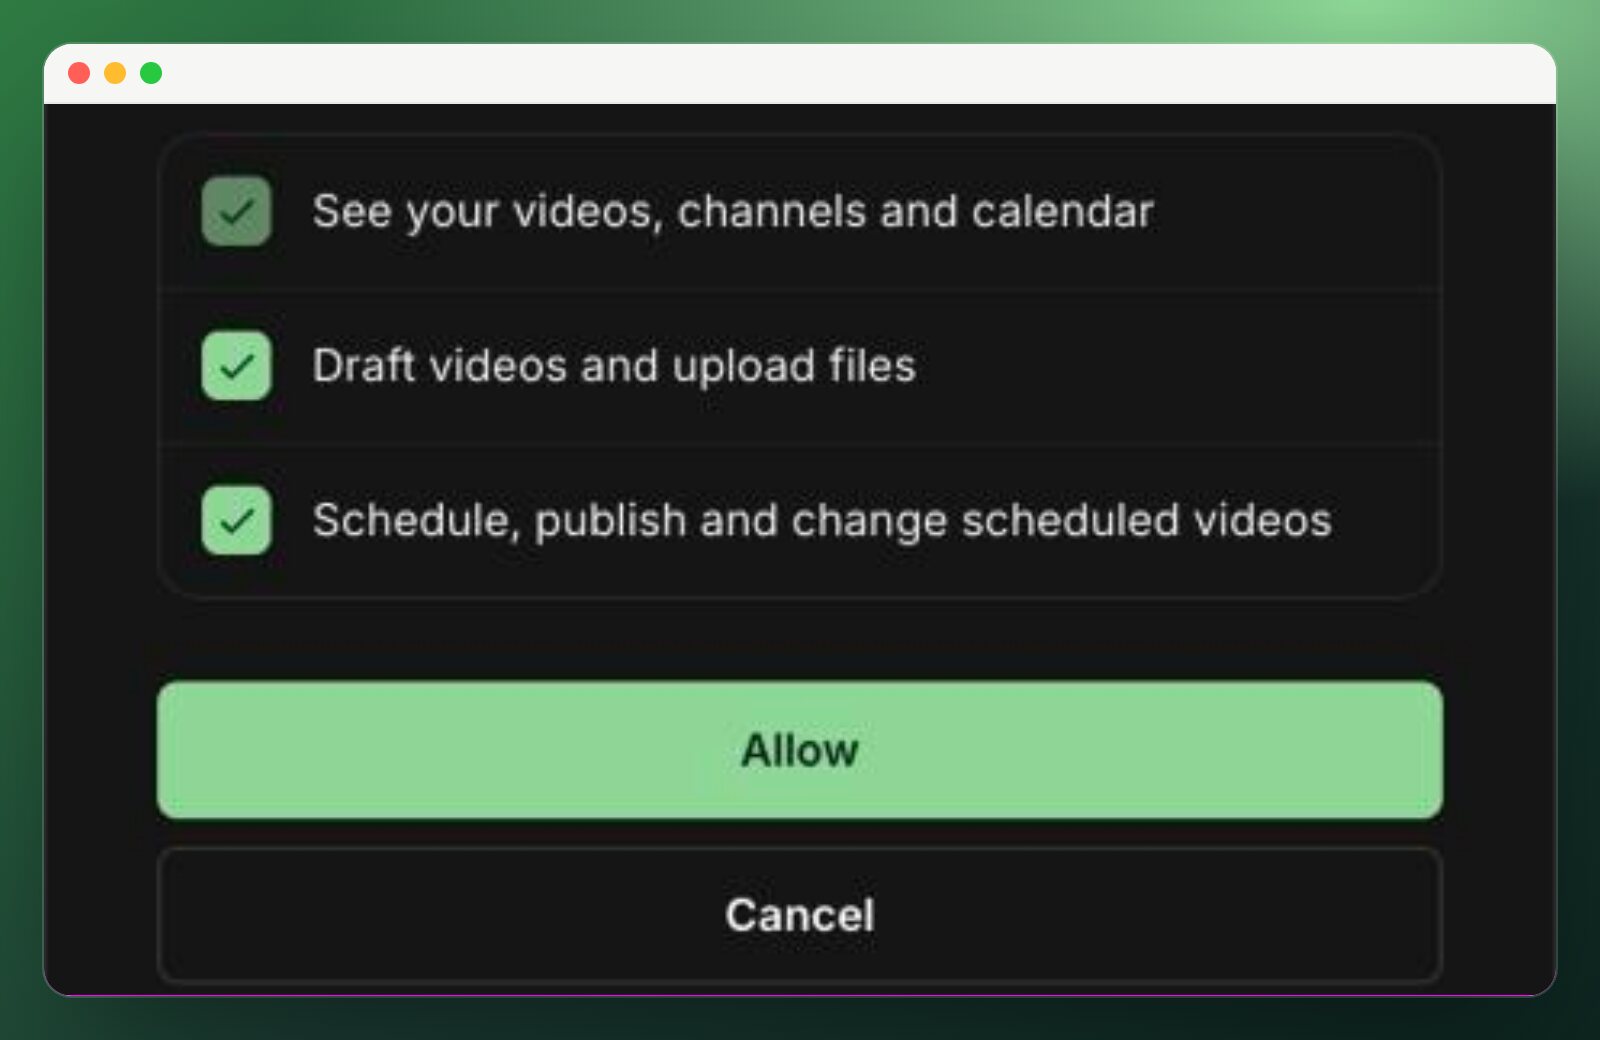 See your videos, channels and calendar
Draft videos and upload files
Schedule, publish and change scheduled videos
Allow
Cancel